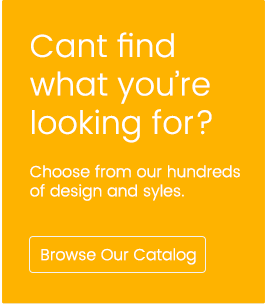 Cant find
what you’re
looking for?
Choose from our hundreds
of design and syles.
Browse Our Catalog